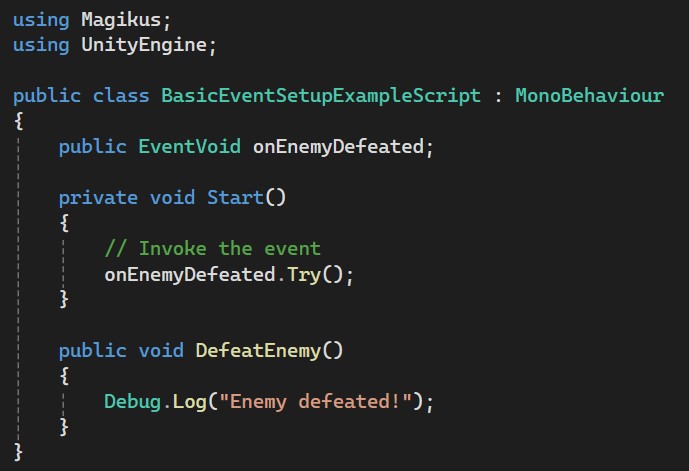 using Magikus;
using UnityEngine;
public class BasicEventSetupExampleScript : MonoBehaviour
{
public EventVoid onEnemyDefeated;
private void Start()
{
// Invoke the event
onEnemyDefeated.Try();
}
public void DefeatEnemy()
{
Debug.Log("Enemy defeated!");
}
}